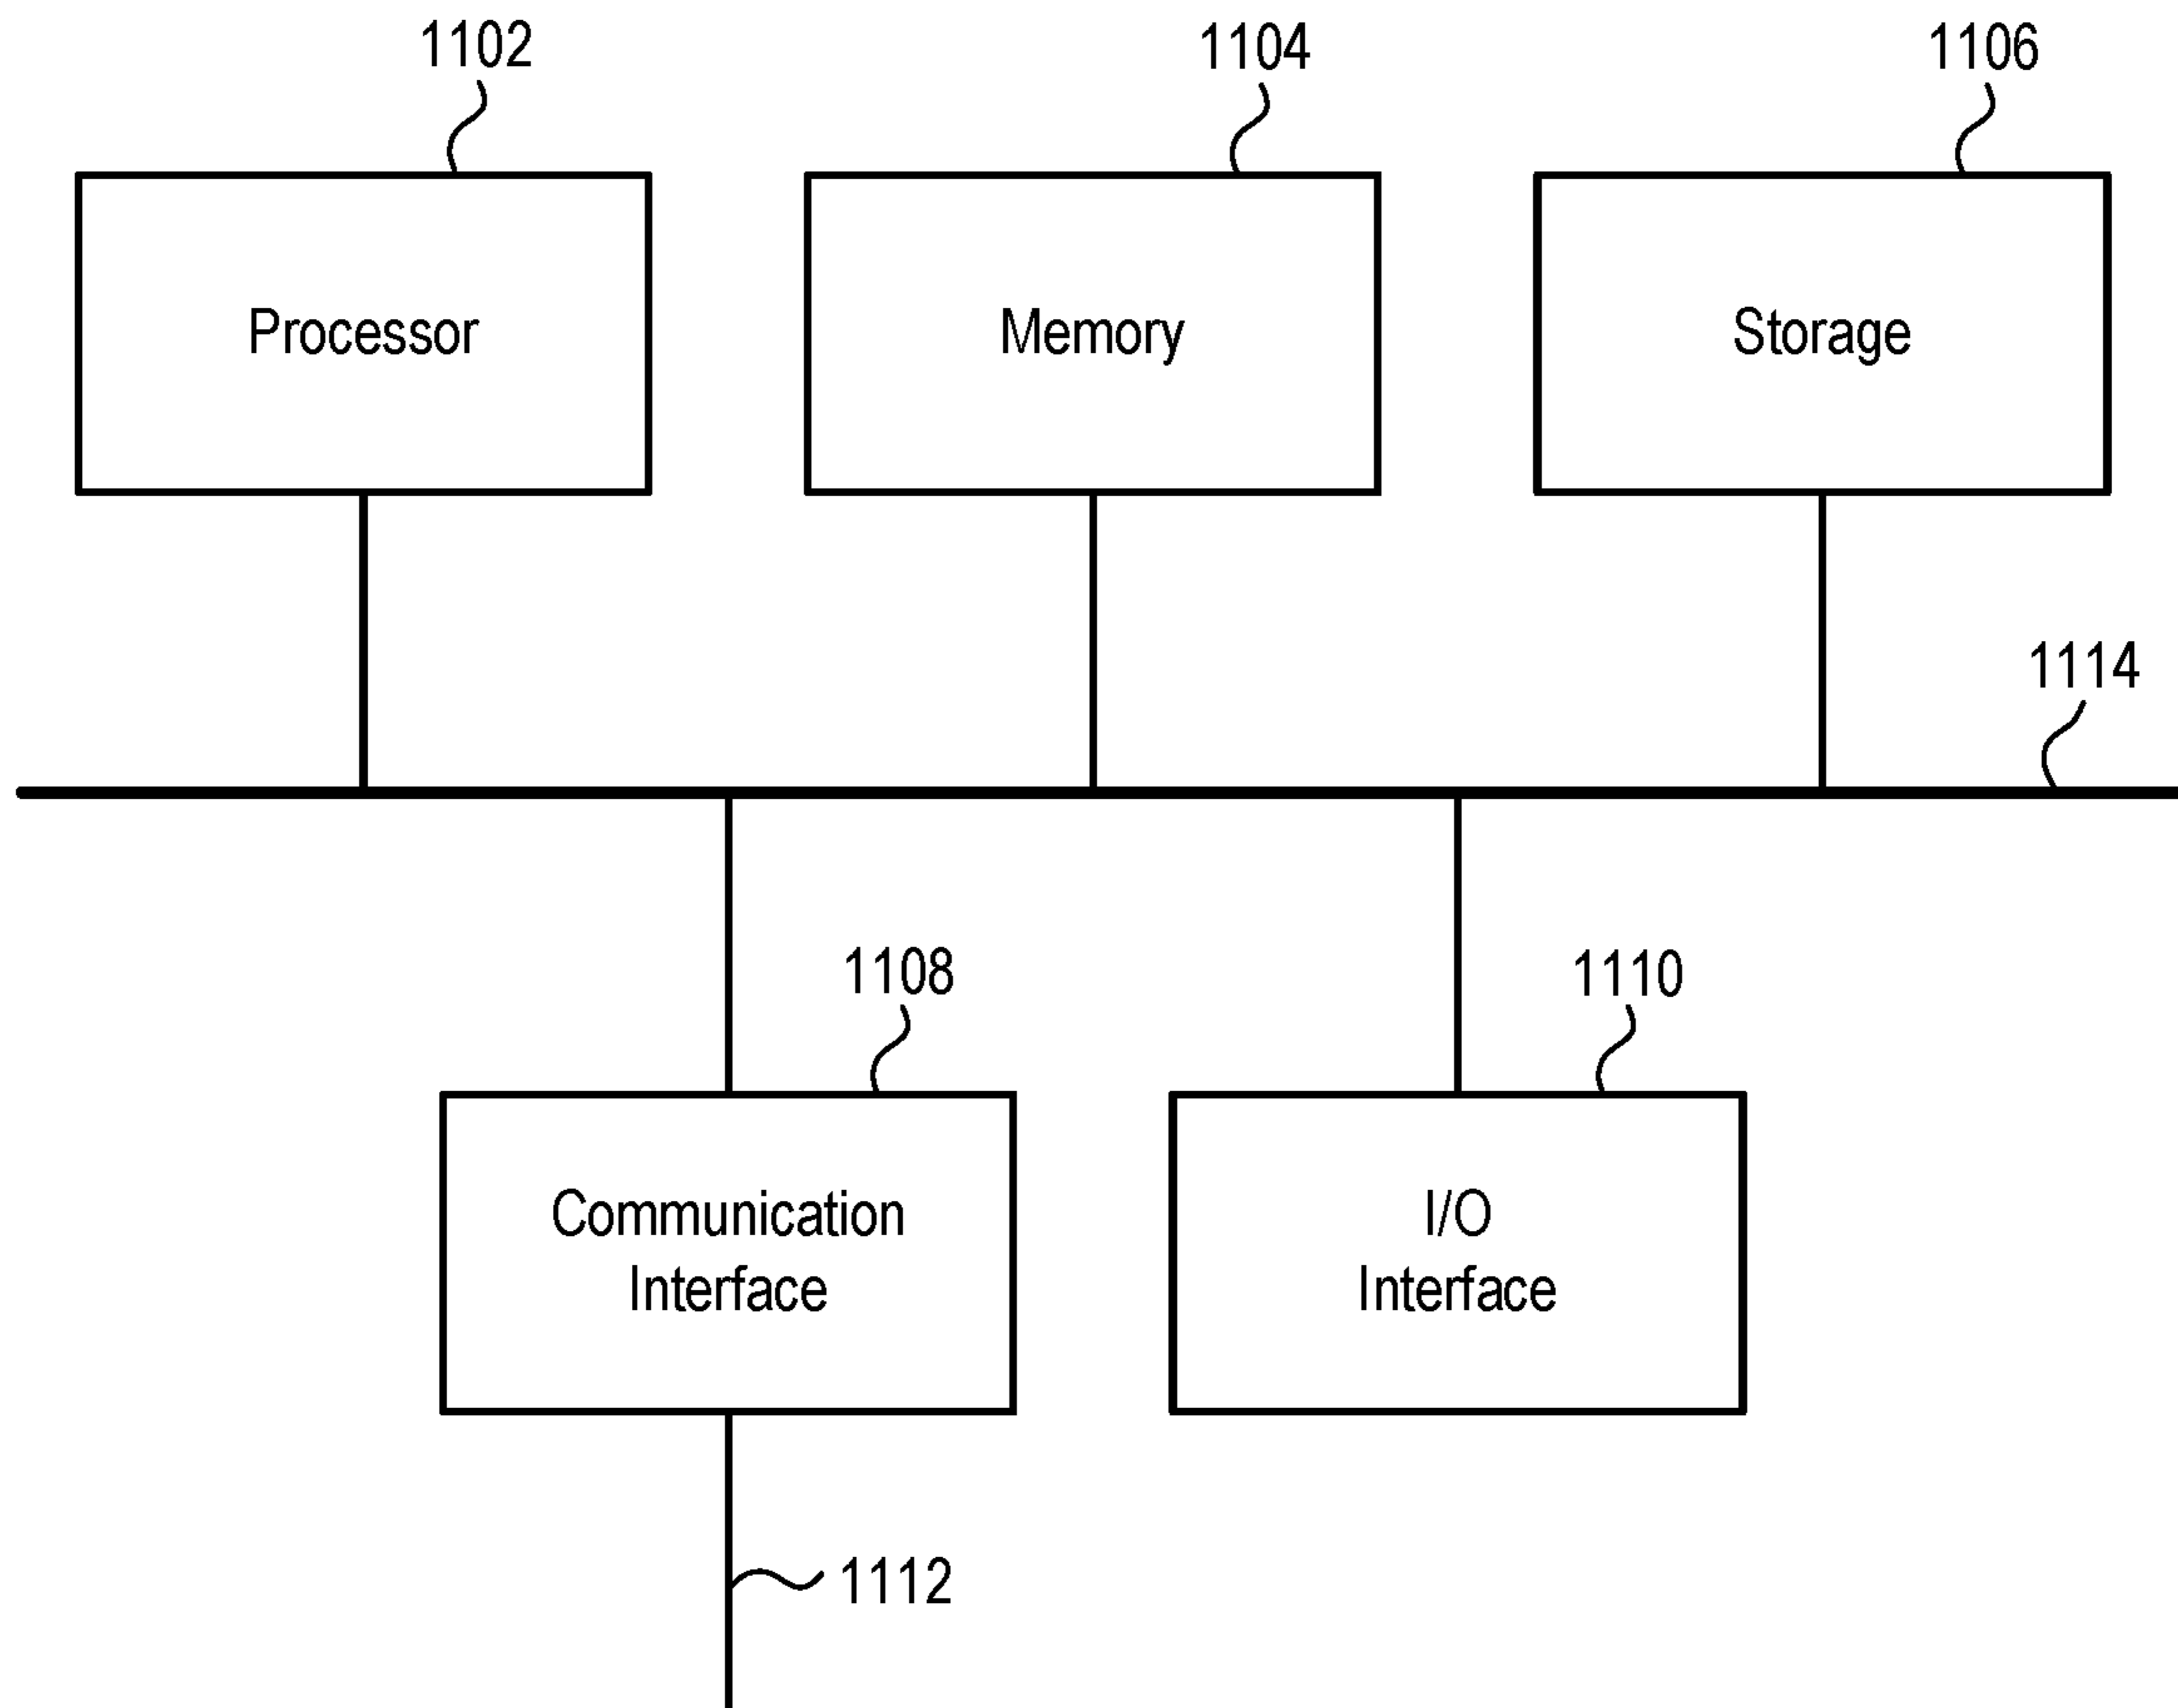 1102
1104
1106
Processor
Memory
Storage
1114
1108
1110
Communication
Interface
I/O
Interface
1112